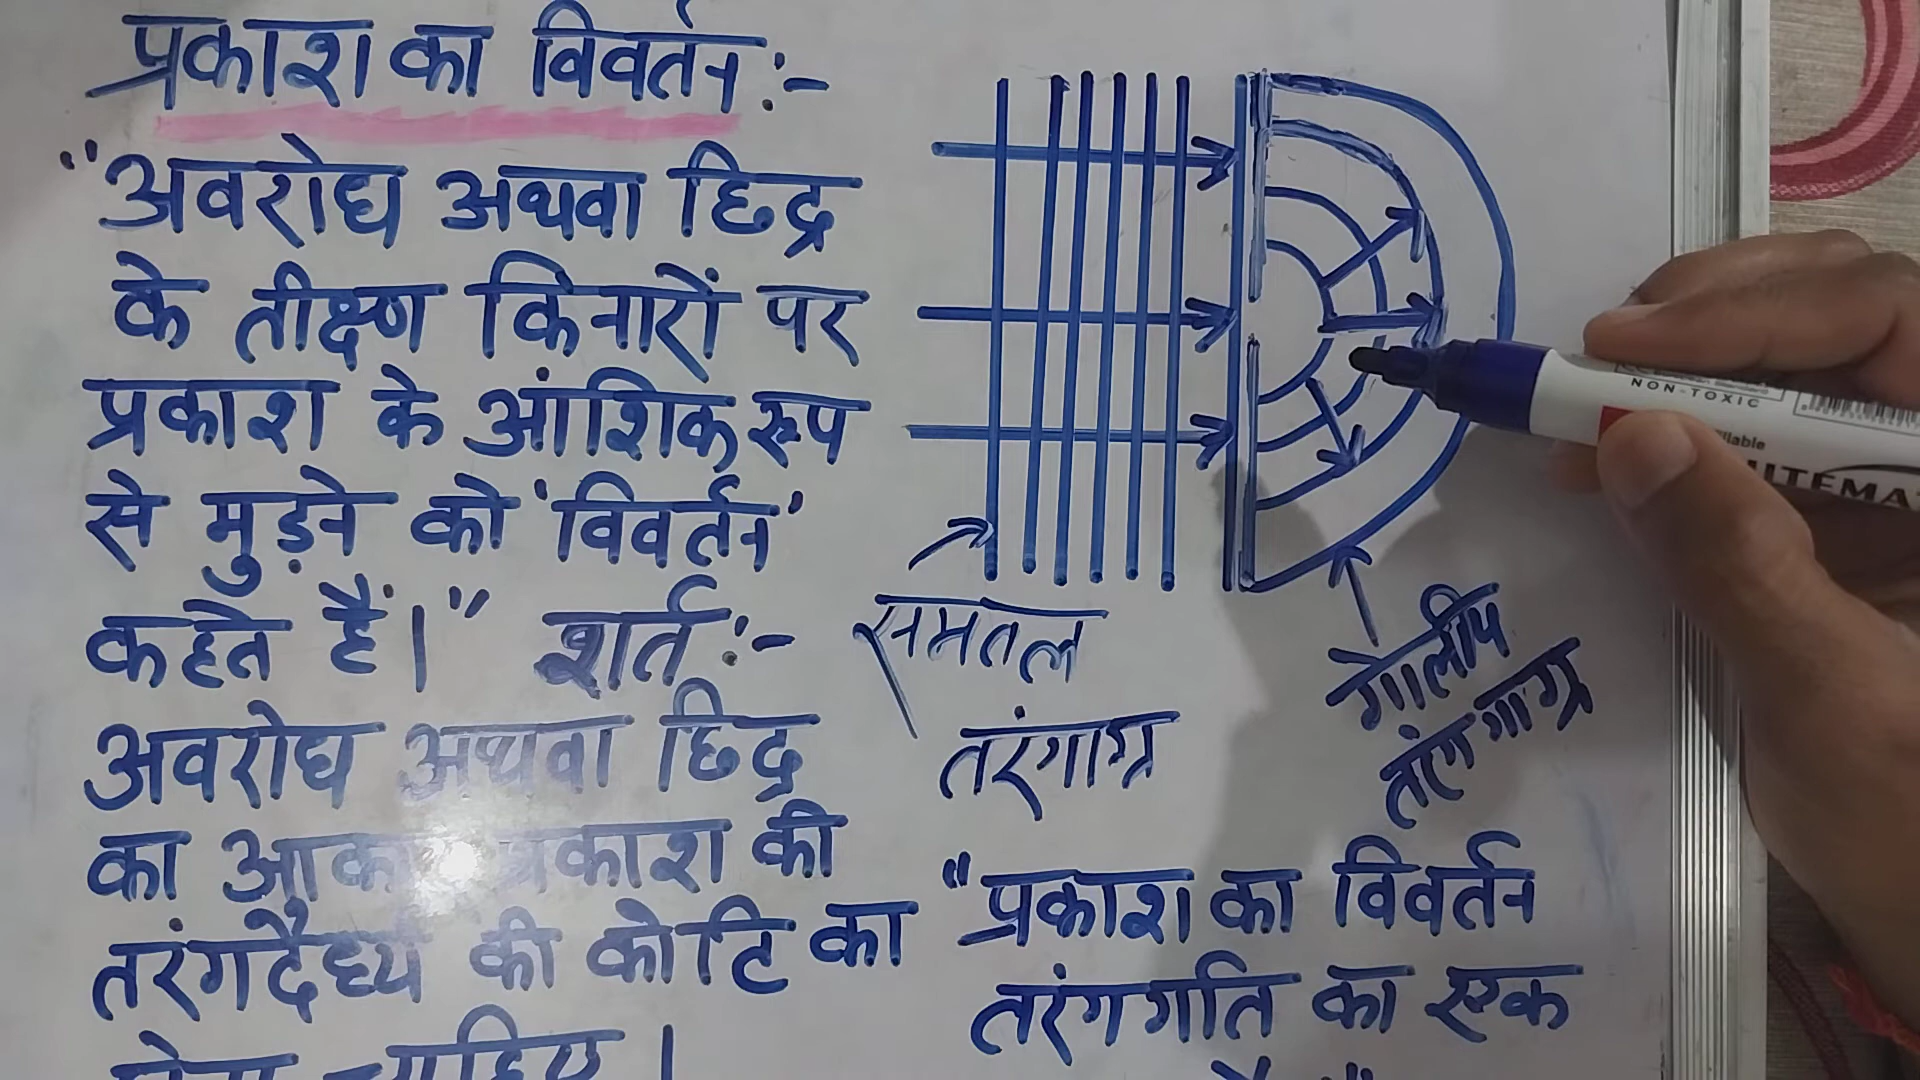 प्रकाश का विवर्तन :-
"अवरोध अथवा छिद्र
के तीक्ष्ण किनारों पर
प्रकाश के आंशिक रूप
से मुड़ने को 'विवर्तन'
कहते हैं।" शर्त :-
अवरोध अथवा छिद्र
का आकार प्रकाश की
तरंगदैर्ध्य की कोटि का
होना चाहिए।
समतल
तरंगाग्र
गोलीय
तरंगाग्र
"प्रकाश का विवर्तन
तरंग गति का एक
NON-TOXIC